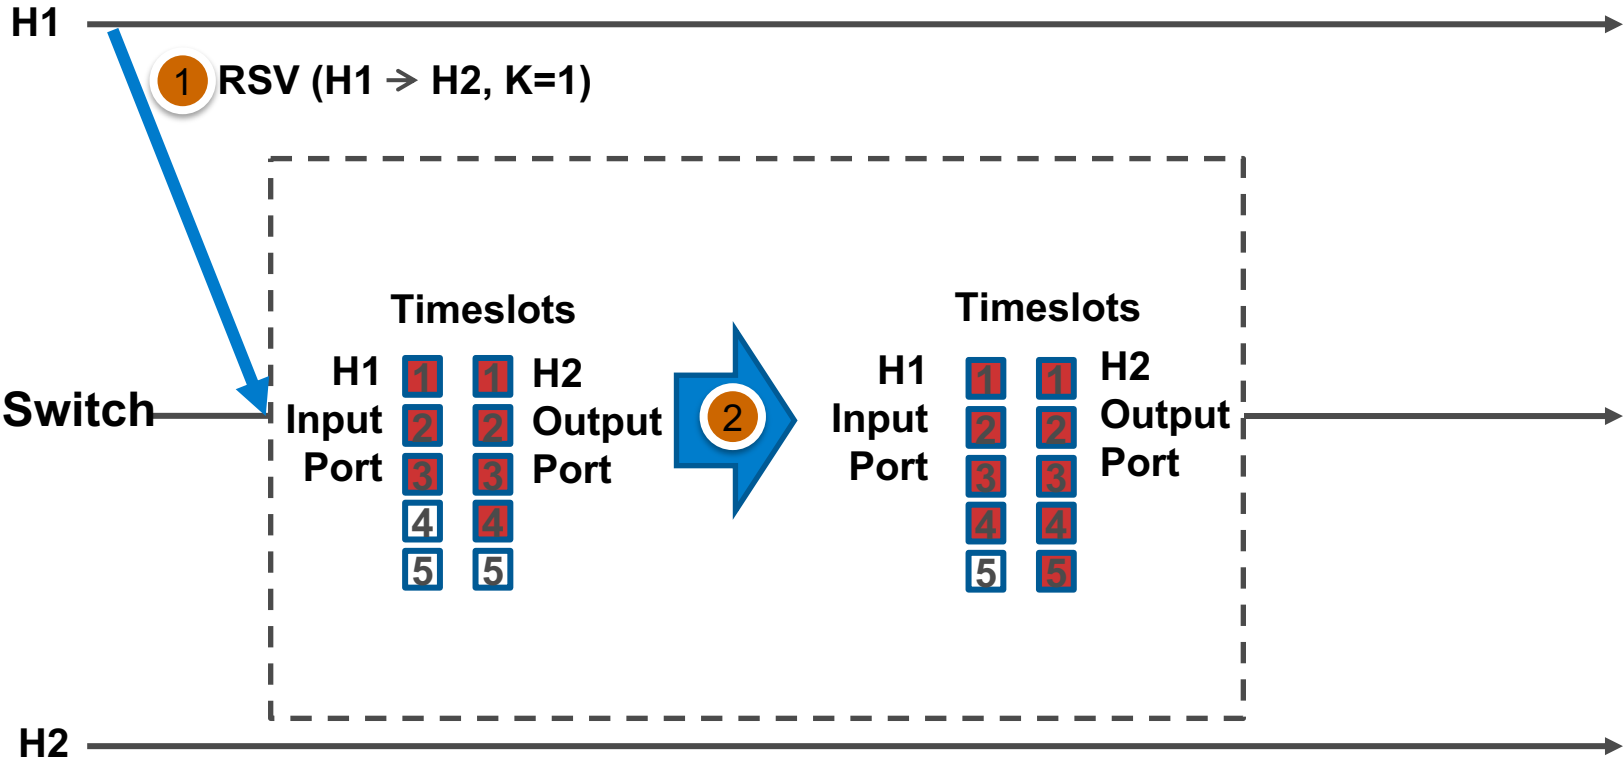 H1
1 RSV (H1 → H2, K=1)
Timeslots
H1 1 1 H2
Input 2 2 Output
Port 3 3 Port
4 4
5 5
2
Timeslots
H1 1 1 H2
Input 2 2 Output
Port 3 3 Port
4 4
5 5
Switch
H2